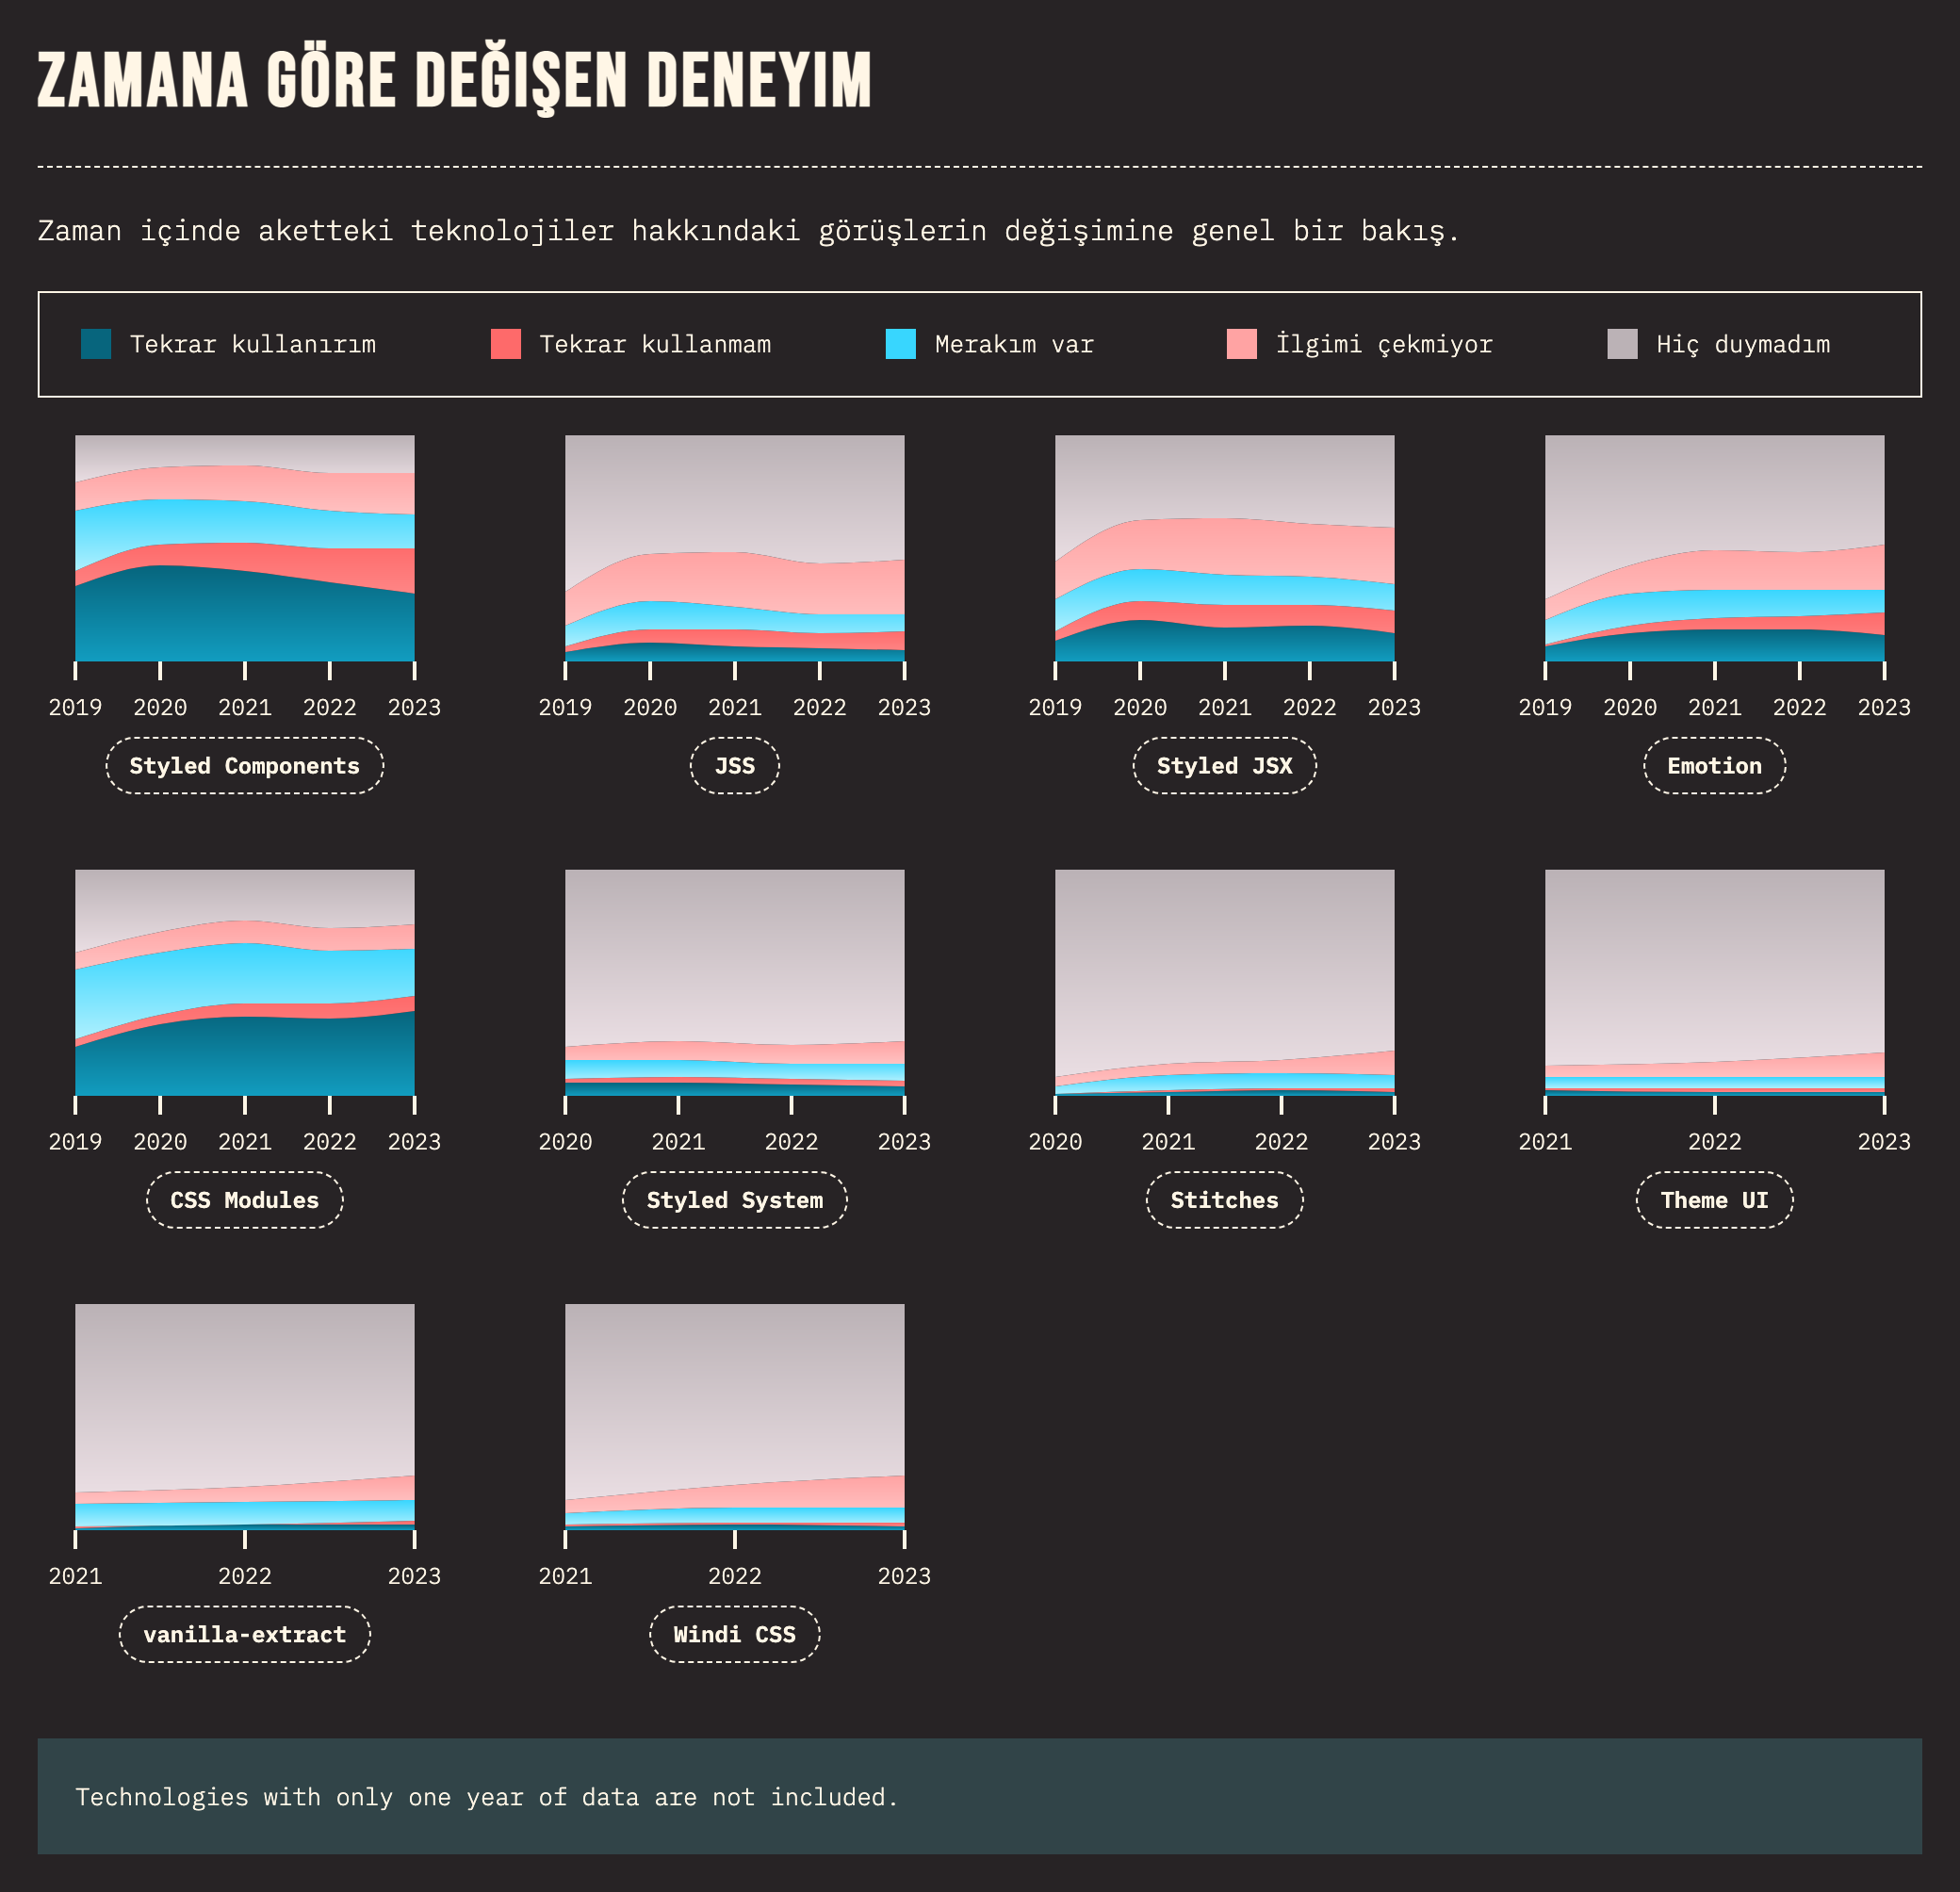 ZAMANA GÖRE DEĞIŞEN DENEYIM
Zaman içinde aketteki teknolojiler hakkındaki görüşlerin değişimine genel bir bakış.
Tekrar kullanırım Tekrar kullanmam Merakım var İlgimi çekmiyor Hiç duymadım
2019 2020 2021 2022 2023
Styled Components
2019 2020 2021 2022 2023
JSS
2019 2020 2021 2022 2023
Styled JSX
2019 2020 2021 2022 2023
Emotion
2019 2020 2021 2022 2023
CSS Modules
2020 2021 2022 2023
Styled System
2020 2021 2022 2023
Stitches
2021 2022 2023
Theme UI
2021 2022 2023
vanilla-extract
2021 2022 2023
Windi CSS
Technologies with only one year of data are not included.